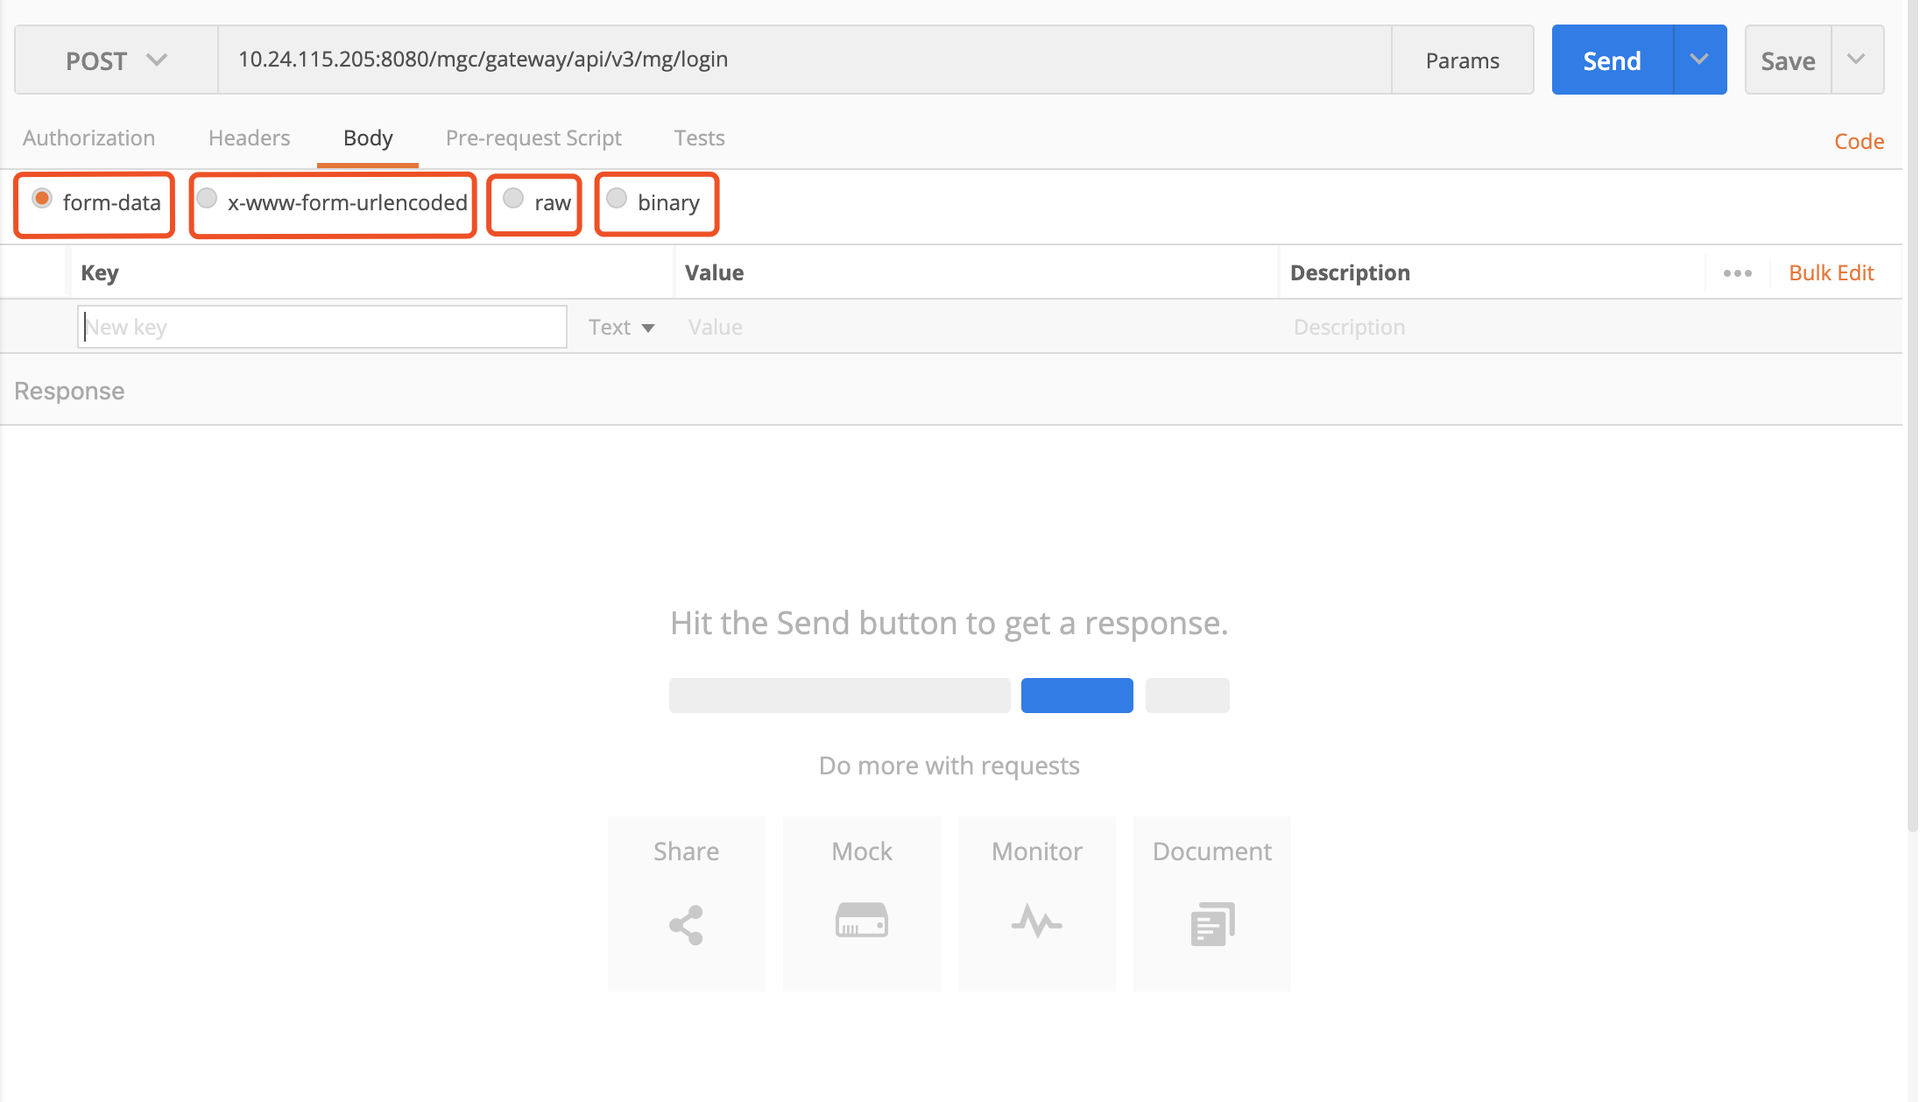 POST 10.24.115.205:8080/mgc/gateway/api/v3/mg/login Params Send Save
Authorization Headers Body Pre-request Script Tests Code
form-data x-www-form-urlencoded raw binary
Key Value Description ••• Bulk Edit
New key Text Value Description
Response
Hit the Send button to get a response.
Do more with requests
Share Mock Monitor Document